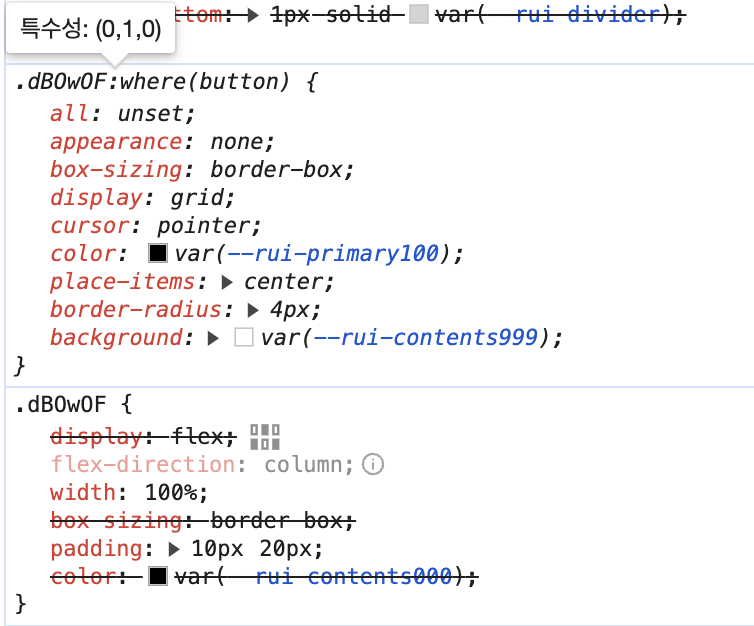 ttom: 1px solid var(--rui-divider);
특수성: (0,1,0)
.dBOwOF:where(button) {
all: unset;
appearance: none;
box-sizing: border-box;
display: grid;
cursor: pointer;
color: var(--rui-primary100);
place-items: center;
border-radius: 4px;
background: var(--rui-contents999);
}
.dBOwOF {
display: flex;
flex-direction: column;
width: 100%;
box-sizing: border-box;
padding: 10px 20px;
color: var(--rui-contents000);
}